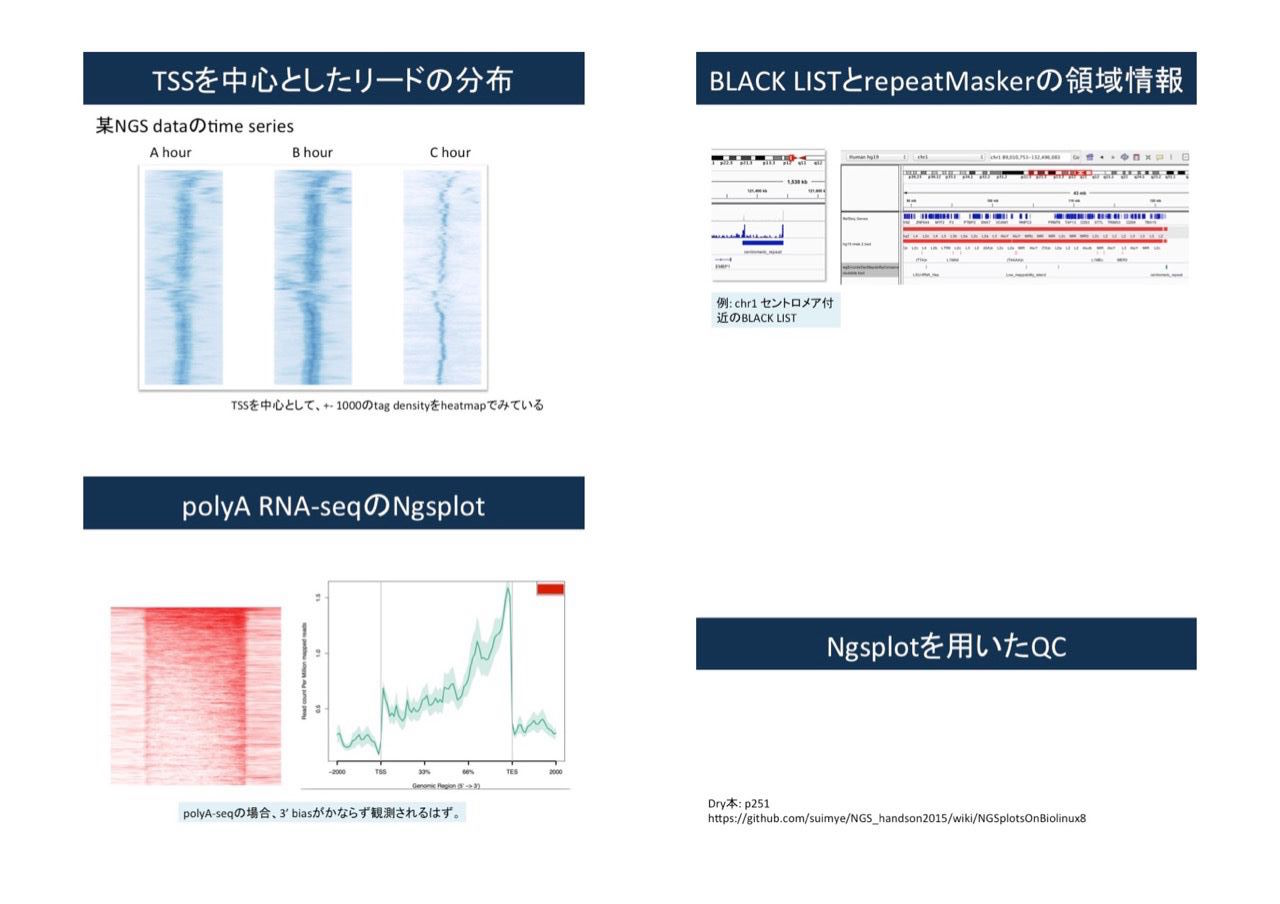 TSSを中心としたリードの分布
某NGS dataのtime series
A hour B hour C hour
TSSを中心として、+- 1000のtag densityをheatmapでみている
BLACK LISTとrepeatMaskerの領域情報
1,538 kb
121,400 kb
centromeric_repeat
Human hg19 chr1
例: chr1 セントロメア付
近のBLACK LIST
polyA RNA-seqのNgsplot
Read count Per Million mapped reads
1.5
1.0
0.5
-2000 TSS 33% 66% TES 2000
Genomic Region (5' -> 3')
polyA-seqの場合、3’ biasがかならず観測されるはず。
Ngsplotを用いたQC
Dry本: p251
https://github.com/suimye/NGS_handson2015/wiki/NGSplotsOnBiolinux8